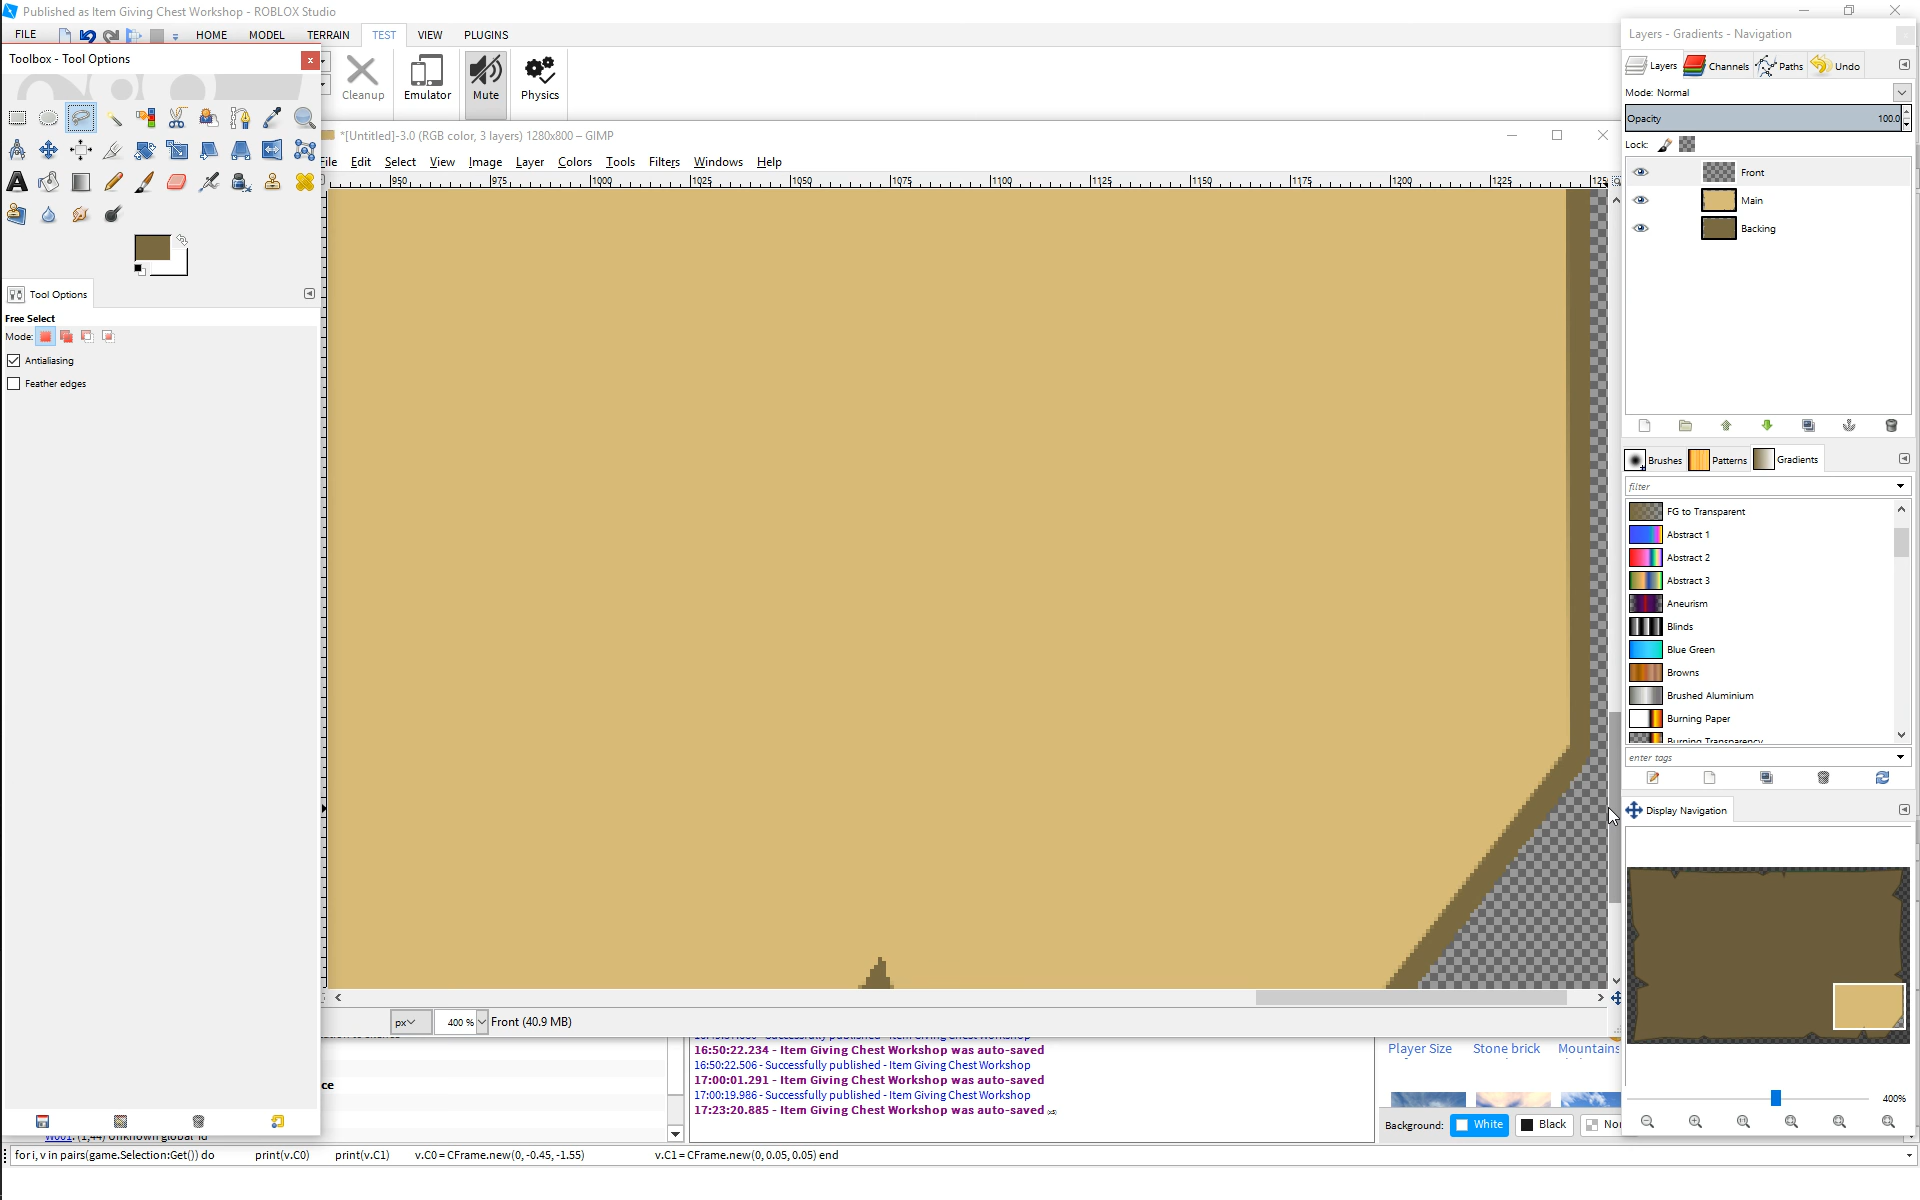 Published as Item Giving Chest Workshop - ROBLOX Studio
FILE
HOME
MODEL
TERRAIN
TEST
VIEW
PLUGINS
Toolbox - Tool Options
Cleanup
Emulator
Mute
Physics
*[Untitled]-3.0 (RGB color, 3 layers) 1280x800 – GIMP
File Edit Select View Image Layer Colors Tools Filters Windows Help
950 975 1000 1025 1050 1075 1100 1125 1150 1175 1200 1225 125
Tool Options
Free Select
Mode:
Antialiasing
Feather edges
px
400 %
Front (40.9 MB)
Layers - Gradients - Navigation
Layers
Channels
Paths
Undo
Mode: Normal
Opacity 100.0
Lock:
Front
Main
Backing
Brushes
Patterns
Gradients
filter
FG to Transparent
Abstract 1
Abstract 2
Abstract 3
Aneurism
Blinds
Blue Green
Browns
Brushed Aluminium
Burning Paper
Burning Transparency
enter tags
Display Navigation
400%
ce
W001: (1,44) Unknown global 'id'
16:50:22.234 - Item Giving Chest Workshop was auto-saved
16:50:22.506 - Successfully published - Item Giving Chest Workshop
17:00:01.291 - Item Giving Chest Workshop was auto-saved
17:00:19.986 - Successfully published - Item Giving Chest Workshop
17:23:20.885 - Item Giving Chest Workshop was auto-saved
Player Size
Stone brick
Mountains
Background:
White
Black
for i, v in pairs(game.Selection:Get()) do print(v.C0) print(v.C1) v.C0 = CFrame.new(0, -0.45, -1.55) v.C1 = CFrame.new(0, 0.05, 0.05) end